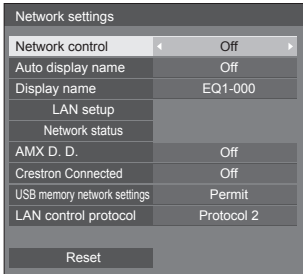 Network settings
Network control Off
Auto display name Off
Display name EQ1-000
LAN setup
Network status
AMX D. D. Off
Crestron Connected Off
USB memory network settings Permit
LAN control protocol Protocol 2
Reset